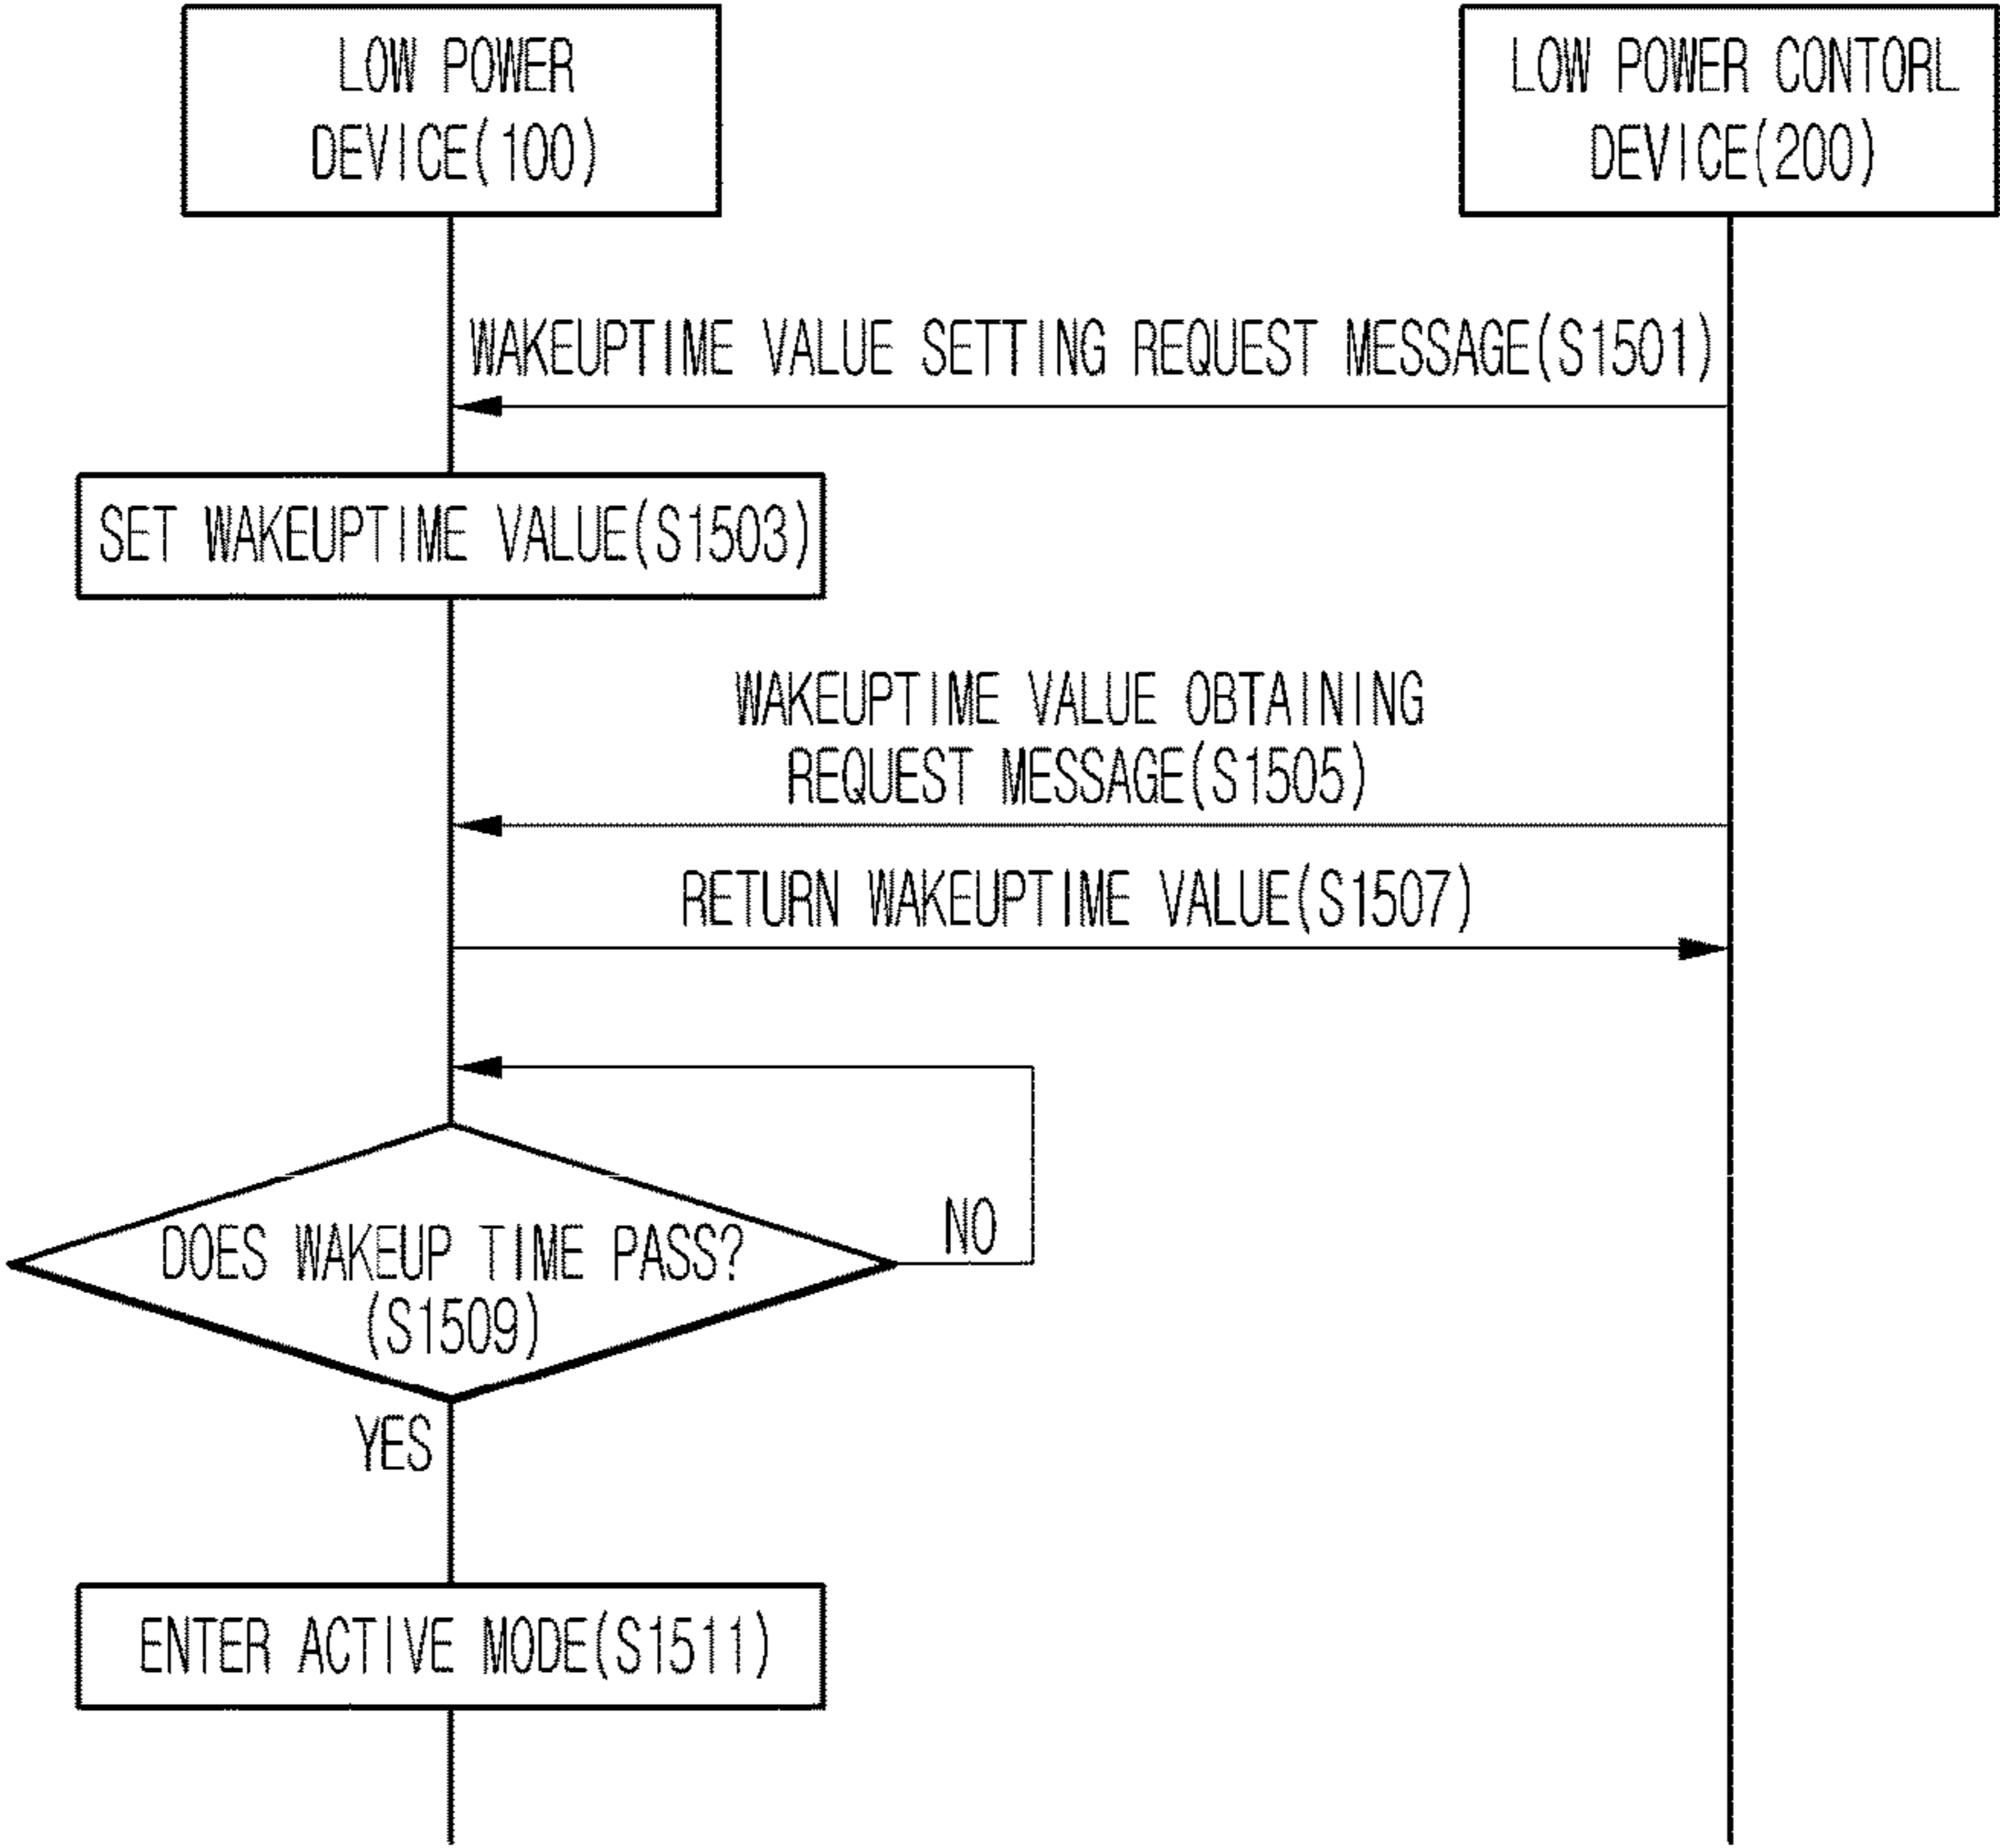 LOW POWER
DEVICE(100)
LOW POWER CONTORL
DEVICE(200)
WAKEUPTIME VALUE SETTING REQUEST MESSAGE(S1501)
SET WAKEUPTIME VALUE(S1503)
WAKEUPTIME VALUE OBTAINING
REQUEST MESSAGE(S1505)
RETURN WAKEUPTIME VALUE(S1507)
DOES WAKEUP TIME PASS?
(S1509)
NO
YES
ENTER ACTIVE MODE(S1511)